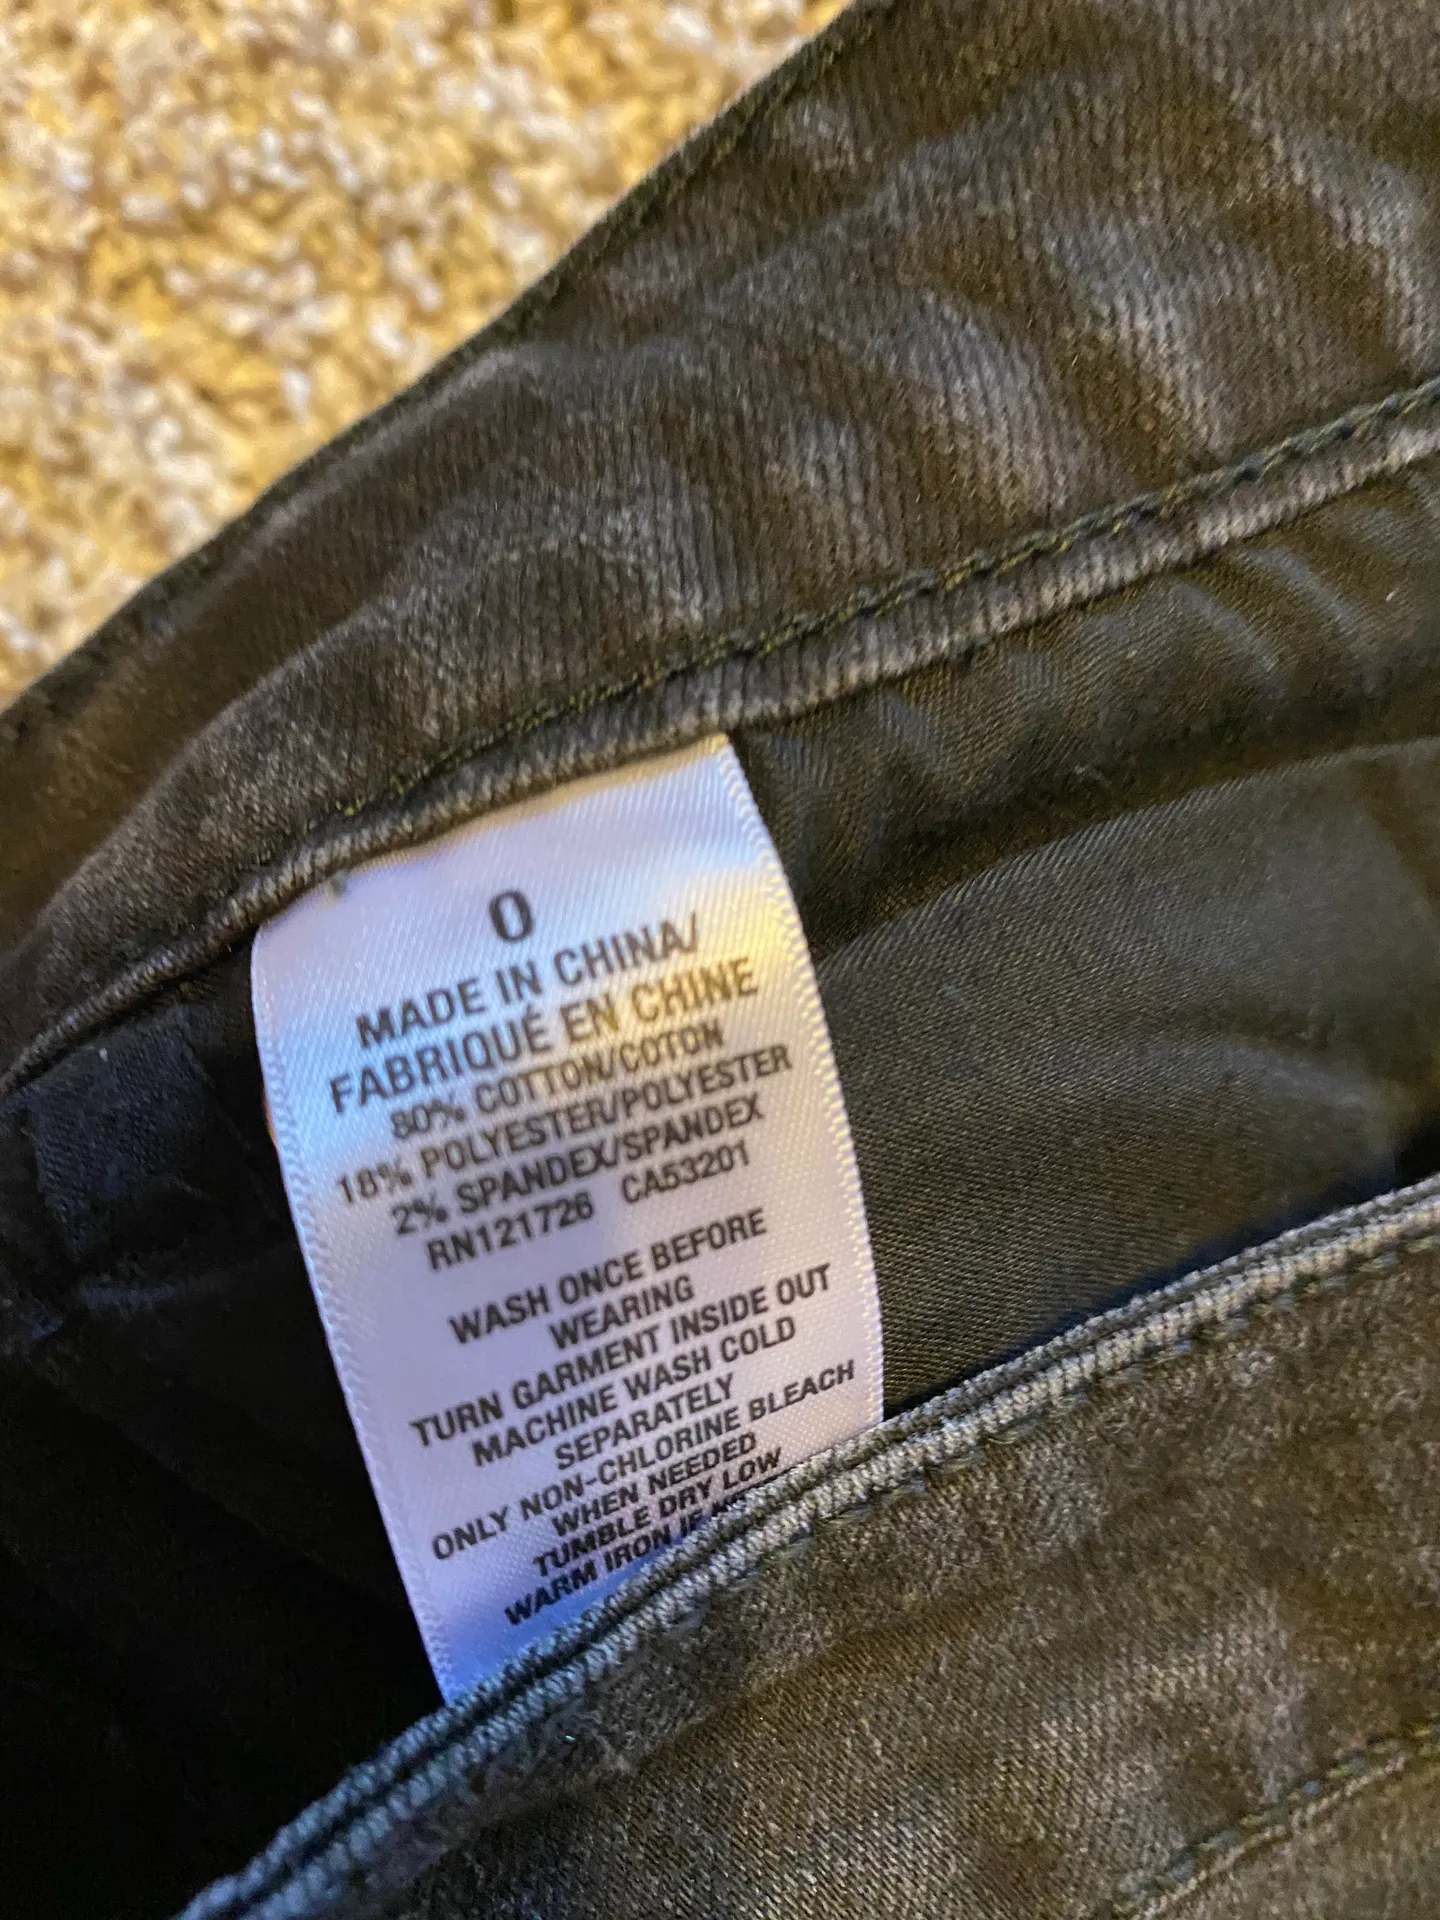 0
MADE IN CHINA/
FABRIQUÉ EN CHINE
80% COTTON/COTON
18% POLYESTER/POLYESTER
2% SPANDEX/SPANDEX
RN121726 CA53201
WASH ONCE BEFORE
WEARING
TURN GARMENT INSIDE OUT
MACHINE WASH COLD
SEPARATELY
ONLY NON-CHLORINE BLEACH
WHEN NEEDED
TUMBLE DRY LOW
WARM IRON IF